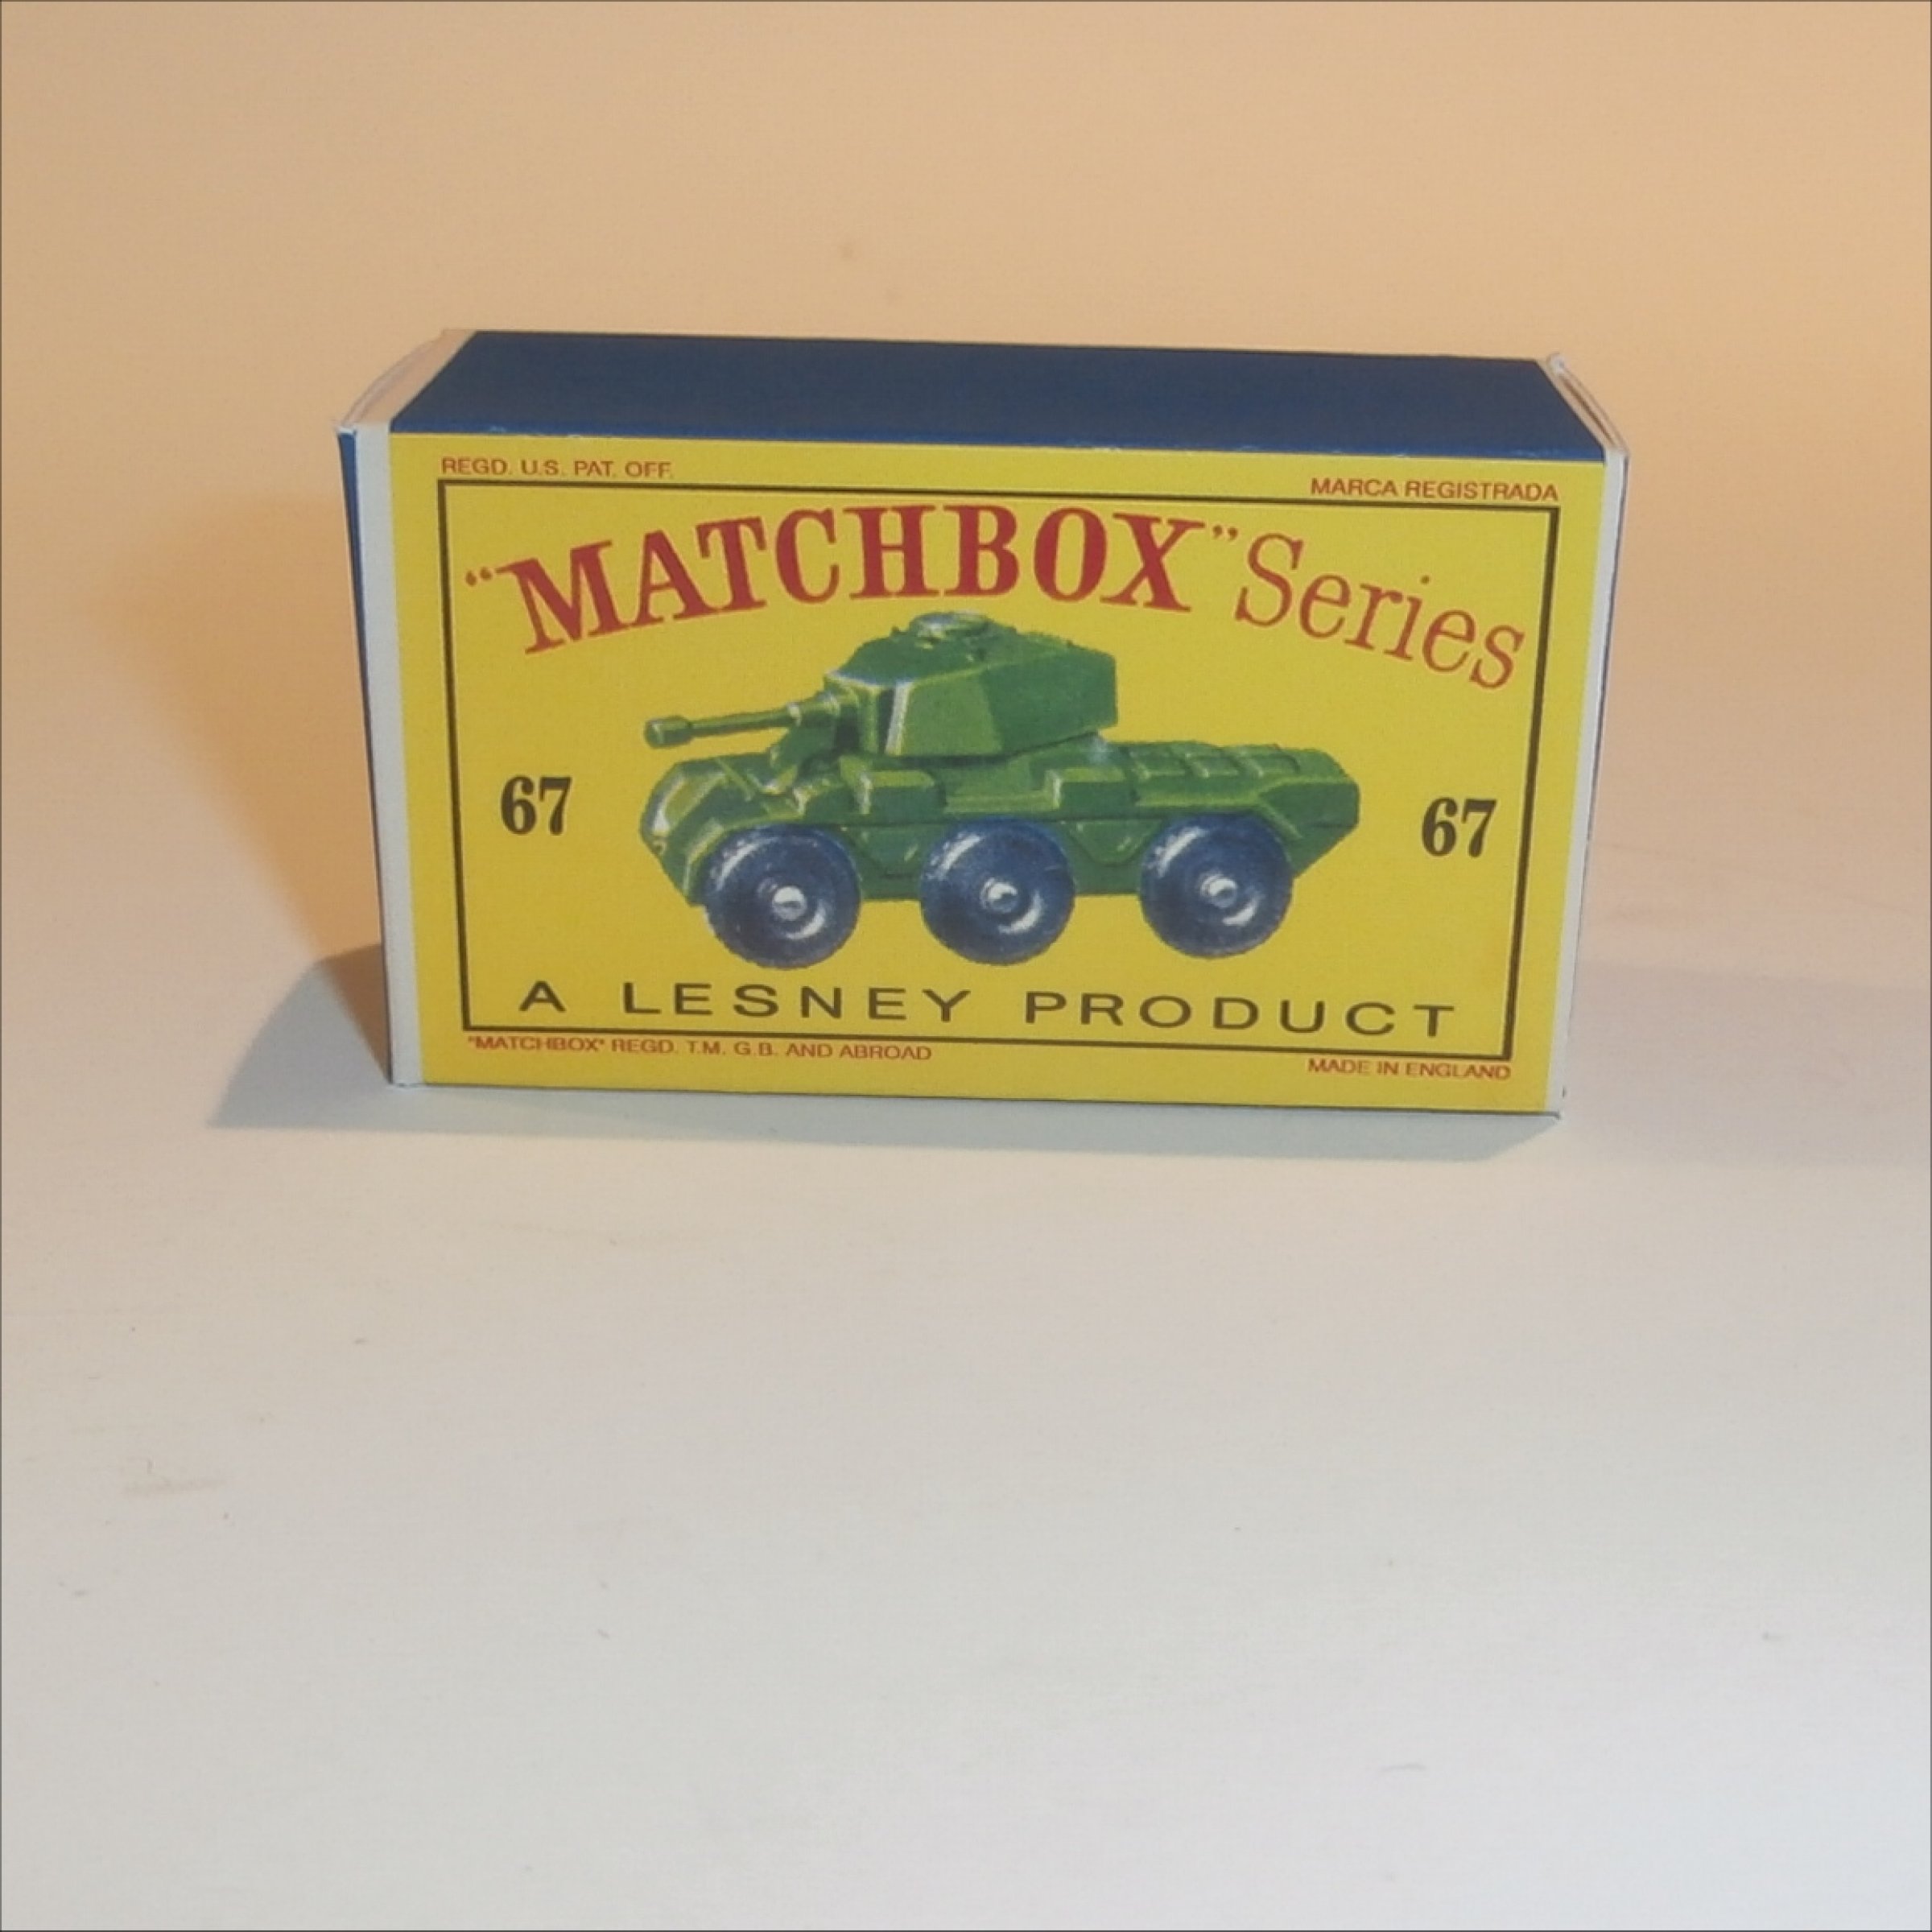 REGD. U.S. PAT. OFF.
MARCA REGISTRADA
"MATCHBOX" Series
67
67
A LESNEY PRODUCT
"MATCHBOX" REGD. T.M. G.B. AND ABROAD
MADE IN ENGLAND